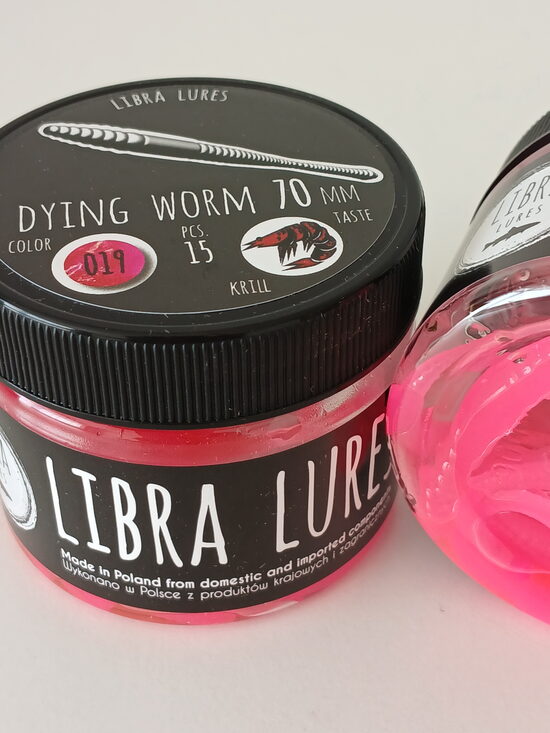 LIBRA LURES
DYING WORM 70 MM
COLOR
019
PCS.
15
TASTE
KRILL
LIBRA LURES
Made in Poland from domestic and imported
Wykonano w Polsce z produktów krajowych i
LIBRA
LURES